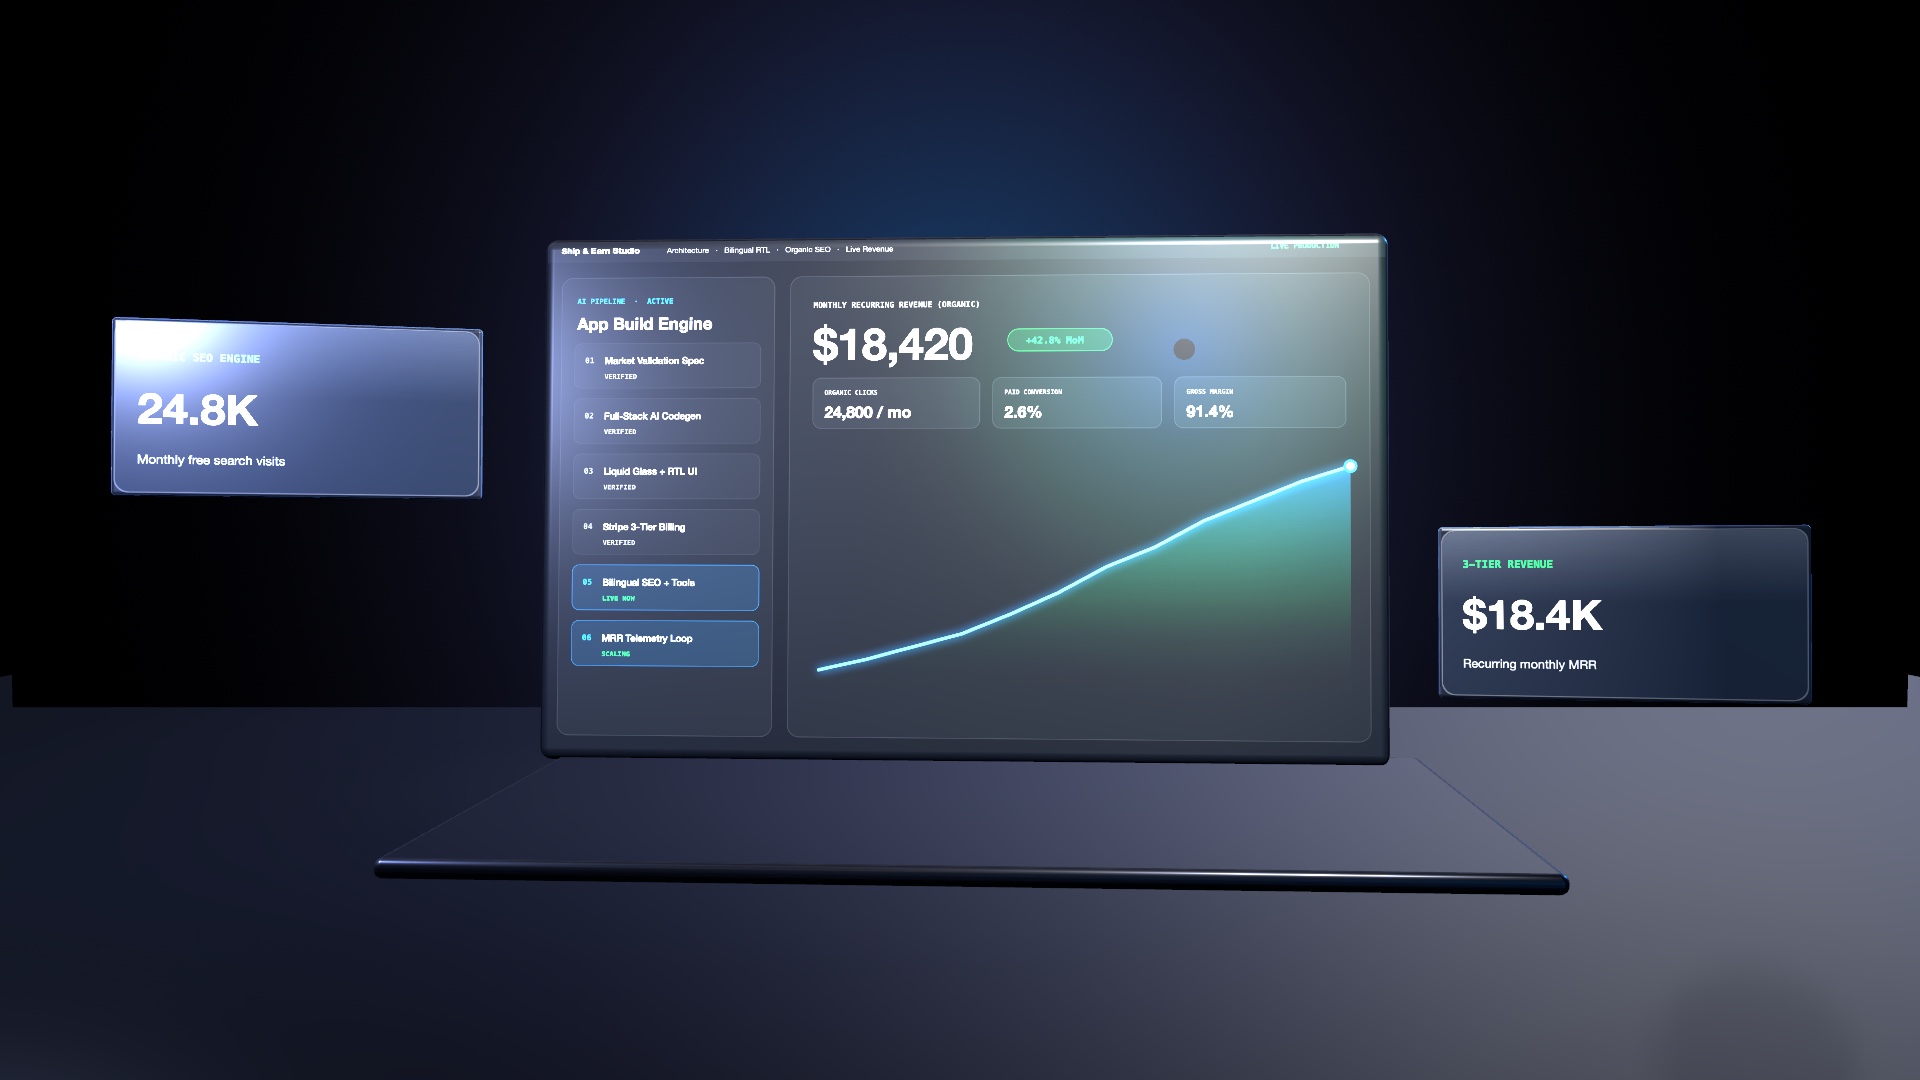 Ship & Earn Studio
Architecture · Bilingual RTL · Organic SEO · Live Revenue
LIVE PRODUCTION
AI PIPELINE · ACTIVE
App Build Engine
01 Market Validation Spec
VERIFIED
02 Full-Stack AI Codegen
VERIFIED
03 Liquid Glass + RTL UI
VERIFIED
04 Stripe 3-Tier Billing
VERIFIED
05 Bilingual SEO + Tools
LIVE NOW
06 MRR Telemetry Loop
SCALING
MONTHLY RECURRING REVENUE (ORGANIC)
$18,420
+42.8% MoM
ORGANIC CLICKS
24,800 / mo
PAID CONVERSION
2.6%
GROSS MARGIN
91.4%
SEO ENGINE
24.8K
Monthly free search visits
3-TIER REVENUE
$18.4K
Recurring monthly MRR